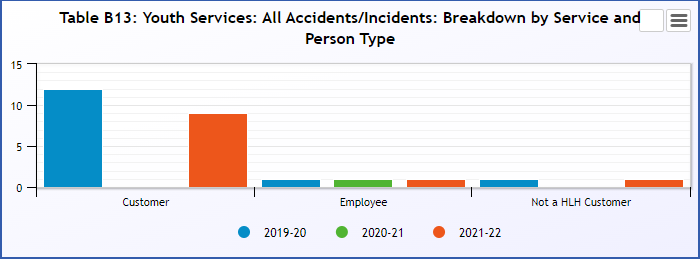 Table B13: Youth Services: All Accidents/Incidents: Breakdown by Service and
Person Type
15
10
5
0
Customer
Employee
Not a HLH Customer
2019-20
2020-21
2021-22